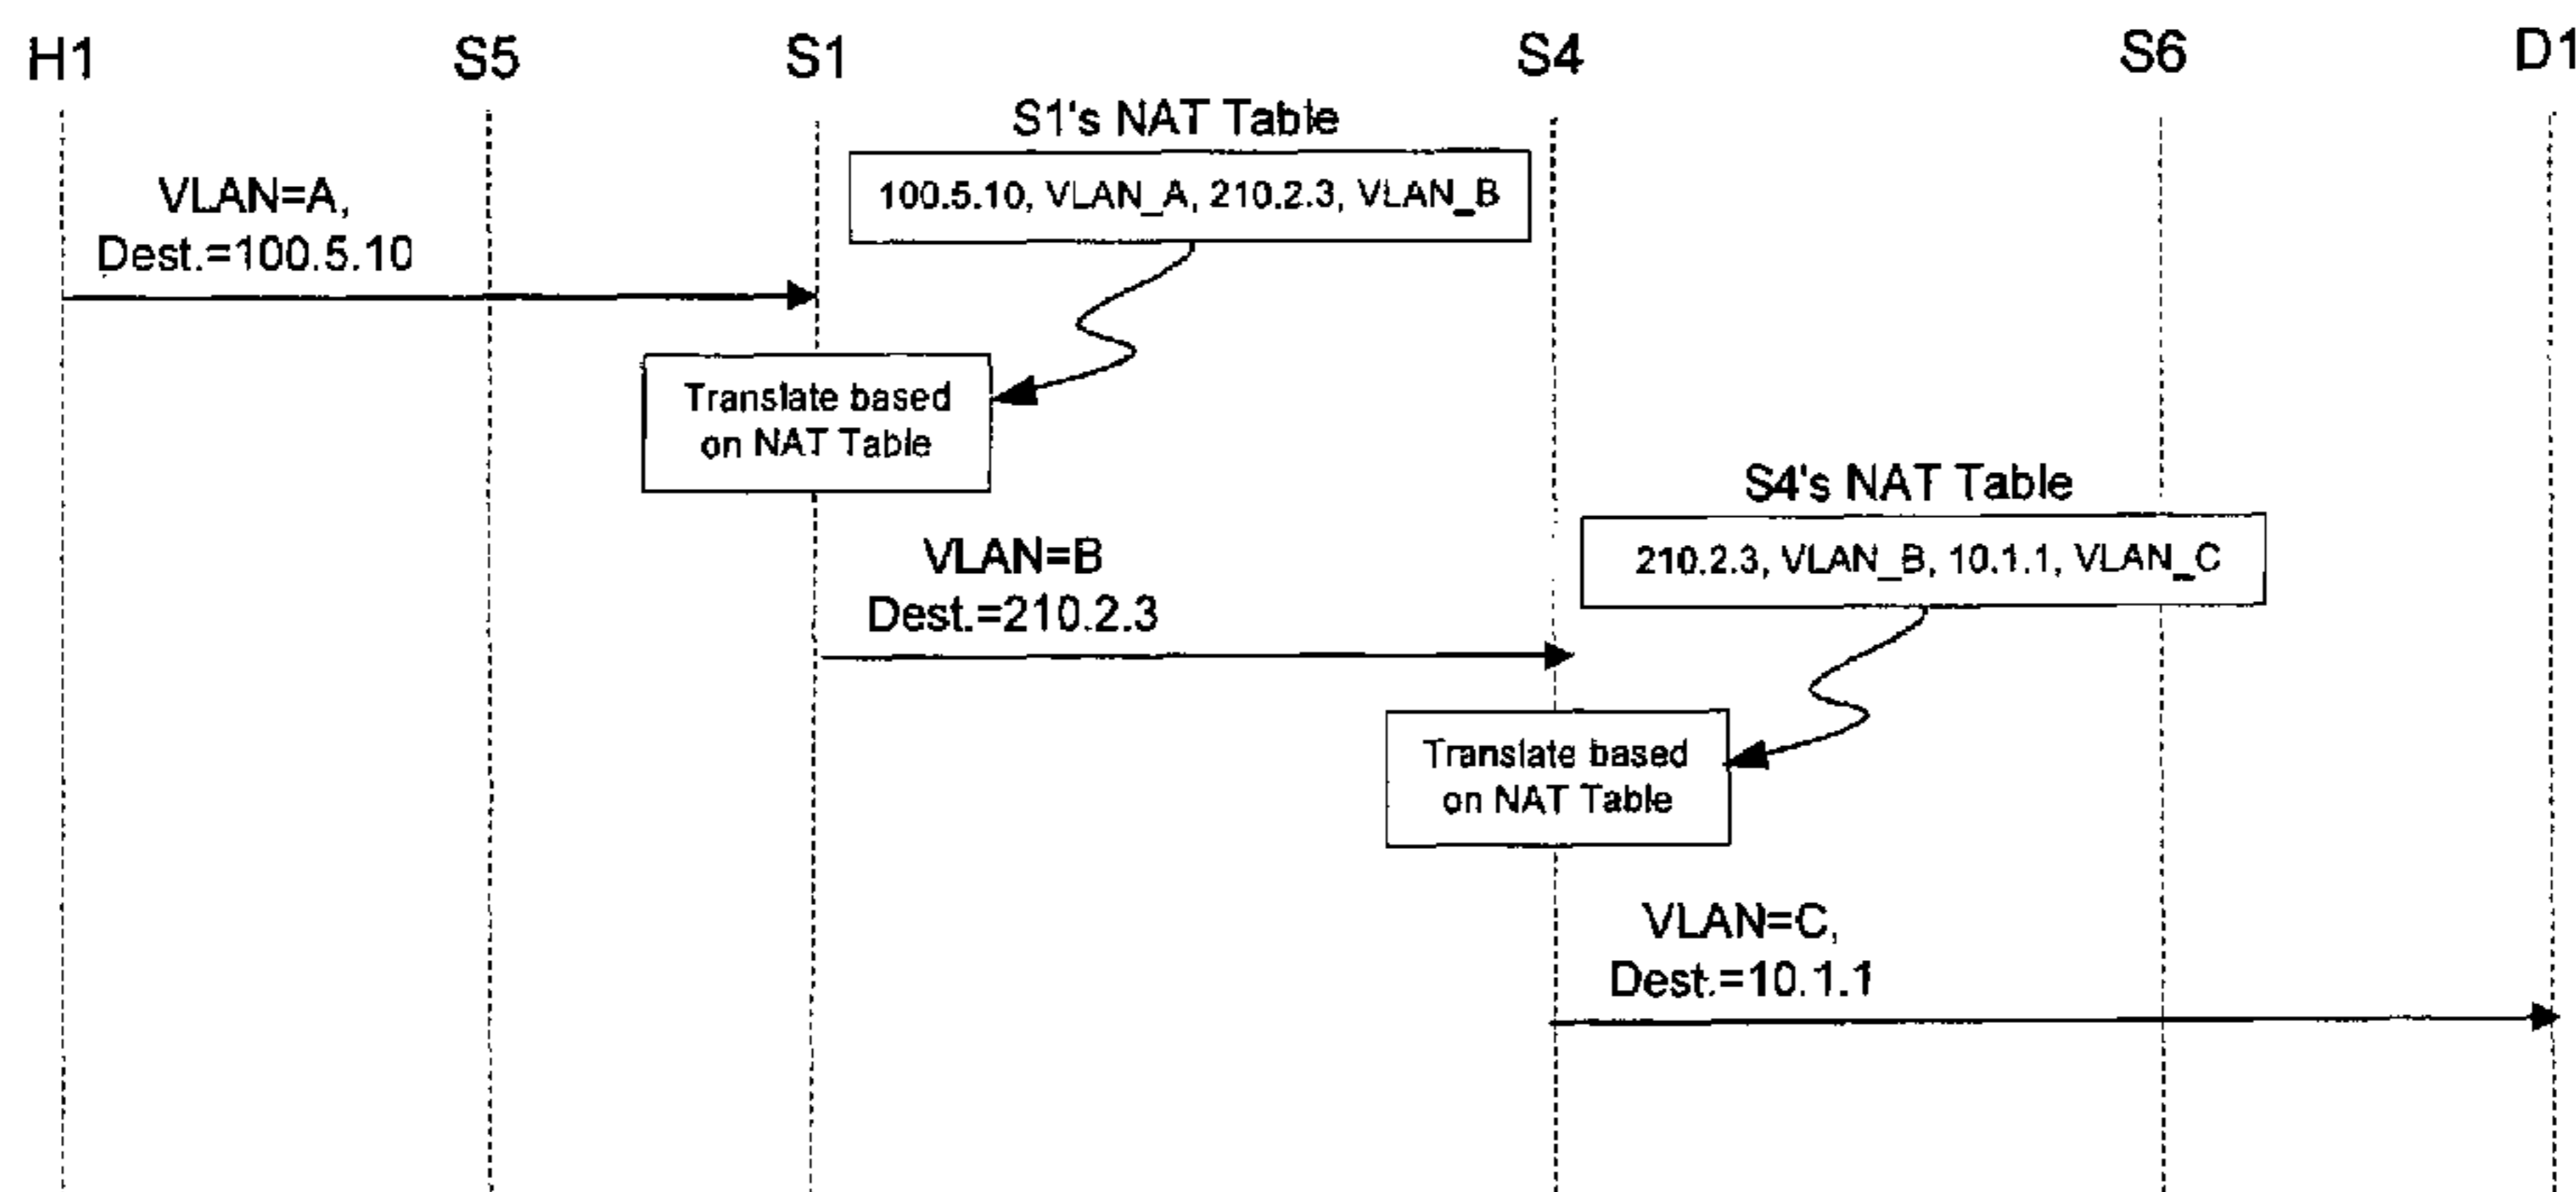 H1 S5 S1 S4 S6 D1
S1's NAT Table
100.5.10, VLAN_A, 210.2.3, VLAN_B
VLAN=A,
Dest.=100.5.10
Translate based
on NAT Table
S4's NAT Table
210.2.3, VLAN_B, 10.1.1, VLAN_C
VLAN=B
Dest.=210.2.3
Translate based
on NAT Table
VLAN=C,
Dest.=10.1.1